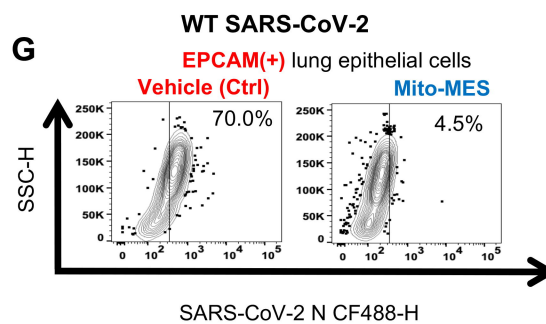 WT SARS-CoV-2
G
EPCAM(+) lung epithelial cells
Vehicle (Ctrl) Mito-MES
250K 200K 150K 100K 50K 0
70.0%
0 10² 10³ 10⁴ 10⁵
250K 200K 150K 100K 50K 0
4.5%
0 10² 10³ 10⁴ 10⁵
SSC-H
SARS-CoV-2 N CF488-H